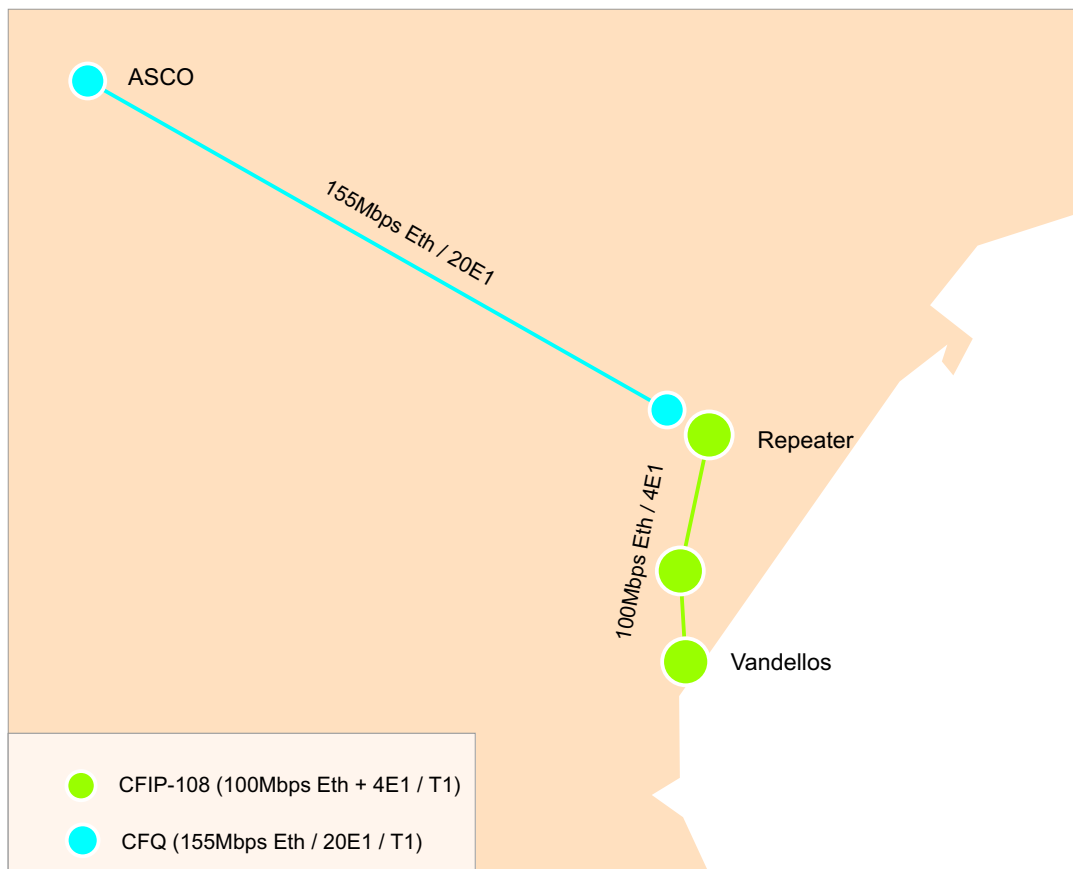 ASCO
155Mbps Eth / 20E1
Repeater
100Mbps Eth / 4E1
Vandellos
CFIP-108 (100Mbps Eth + 4E1 / T1)
CFQ (155Mbps Eth / 20E1 / T1)